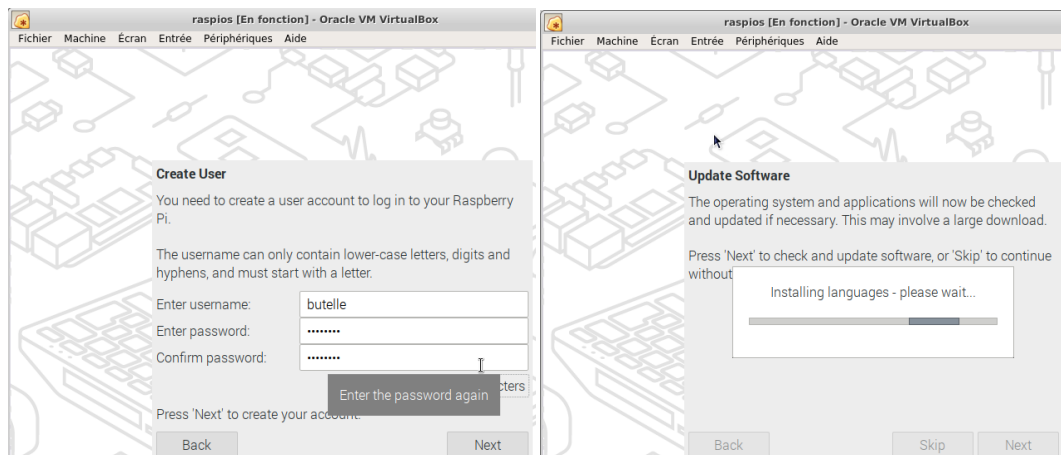 raspios [En fonction] - Oracle VM VirtualBox
Fichier Machine Écran Entrée Périphériques Aide
Create User
You need to create a user account to log in to your Raspberry
Pi.
The username can only contain lower-case letters, digits and
hyphens, and must start with a letter.
Enter username: butelle
Enter password: ••••••••
Confirm password: ••••••••
cters
Enter the password again
Press 'Next' to create your account.
Back Next
raspios [En fonction] - Oracle VM VirtualBox
Fichier Machine Écran Entrée Périphériques Aide
Update Software
The operating system and applications will now be checked
and updated if necessary. This may involve a large download.
Press 'Next' to check and update software, or 'Skip' to continue
without
Installing languages - please wait...
Back Skip Next